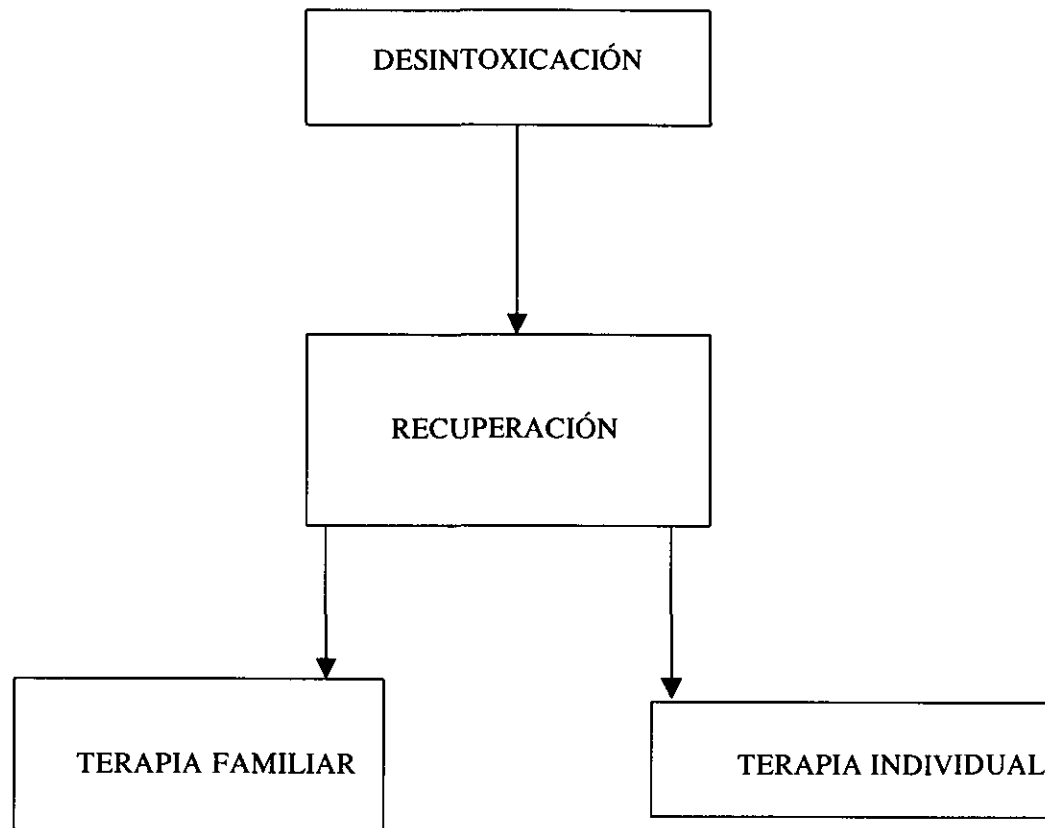 DESINTOXICACIÓN
RECUPERACIÓN
TERAPIA FAMILIAR
TERAPIA INDIVIDUAL